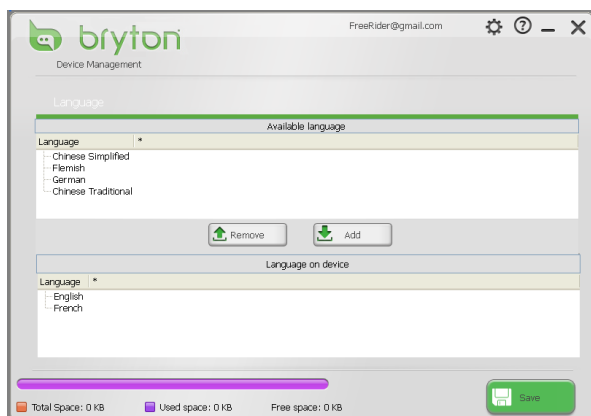 bryton
FreeRider@gmail.com
Device Management
Language
Available language
Language *
Chinese Simplified
Flemish
German
Chinese Traditional
Remove Add
Language on device
Language *
English
French
Total Space: 0 KB Used space: 0 KB Free space: 0 KB
Save